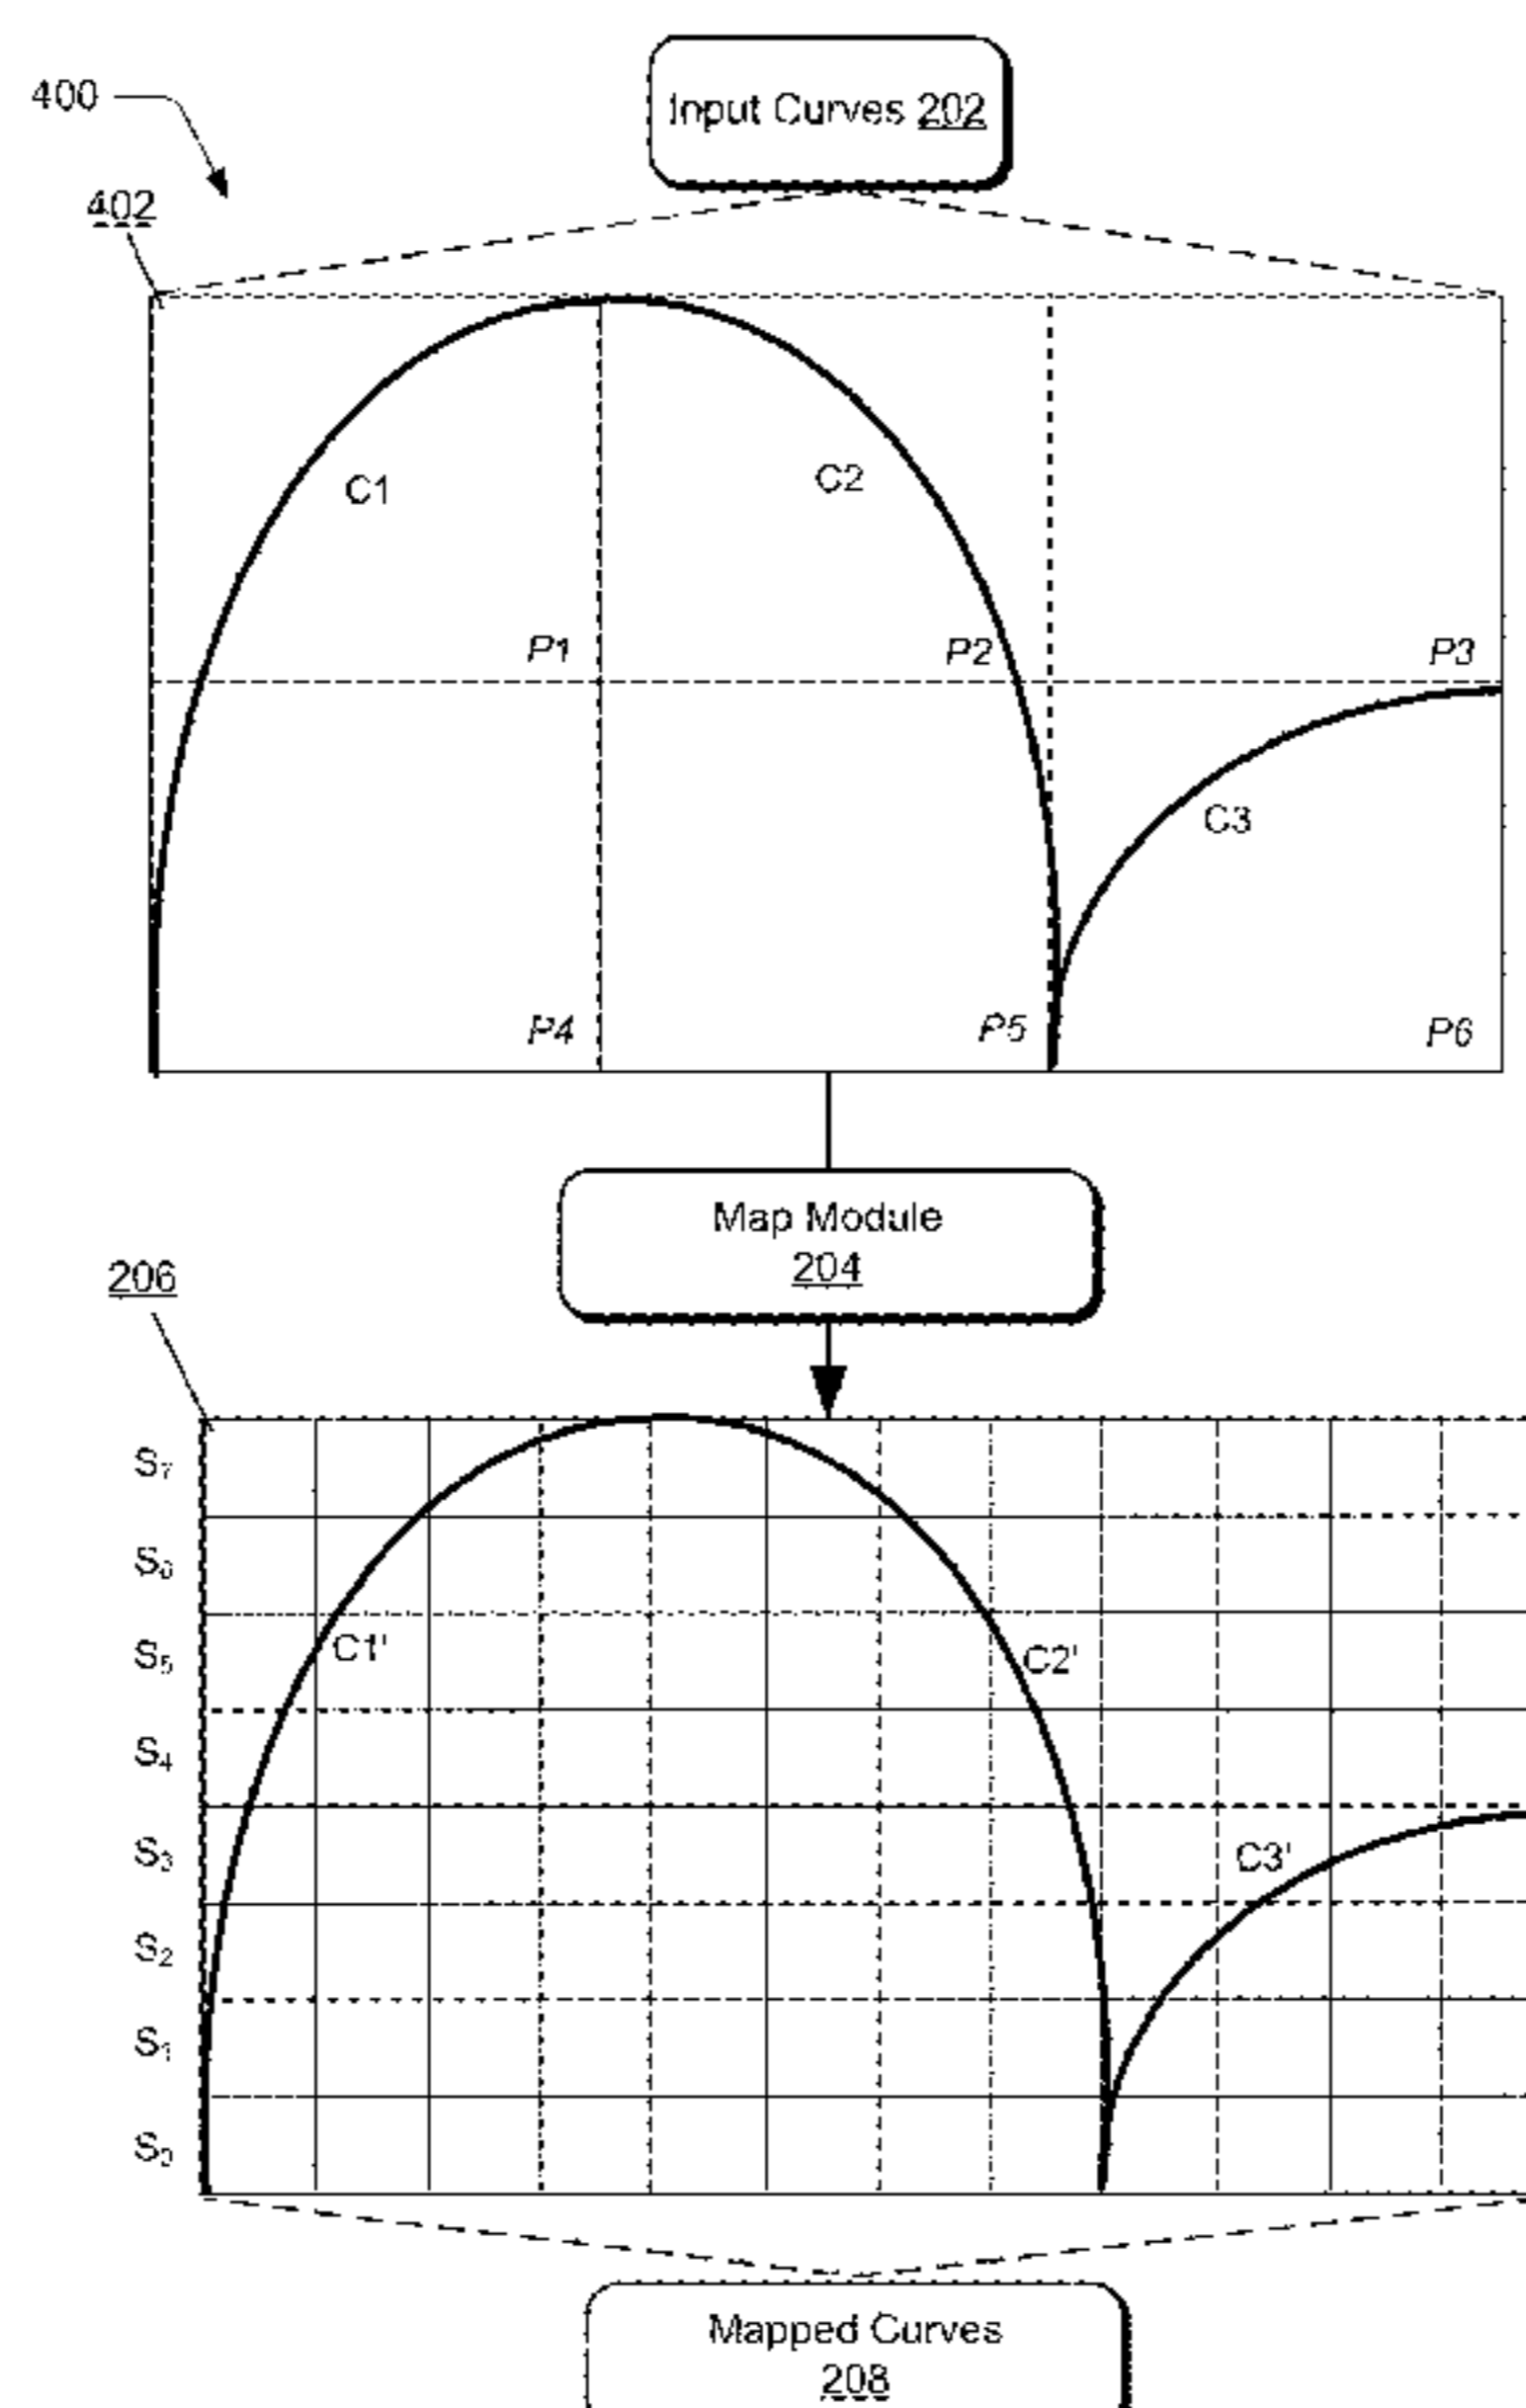 Input Curves 202
400
402
C1
C2
P1
P2
P3
C3
P4
P5
P6
Map Module
204
206
S7
S6
C1'
S5
C2'
S4
S3
C3'
S2
S1
S0
Mapped Curves
208